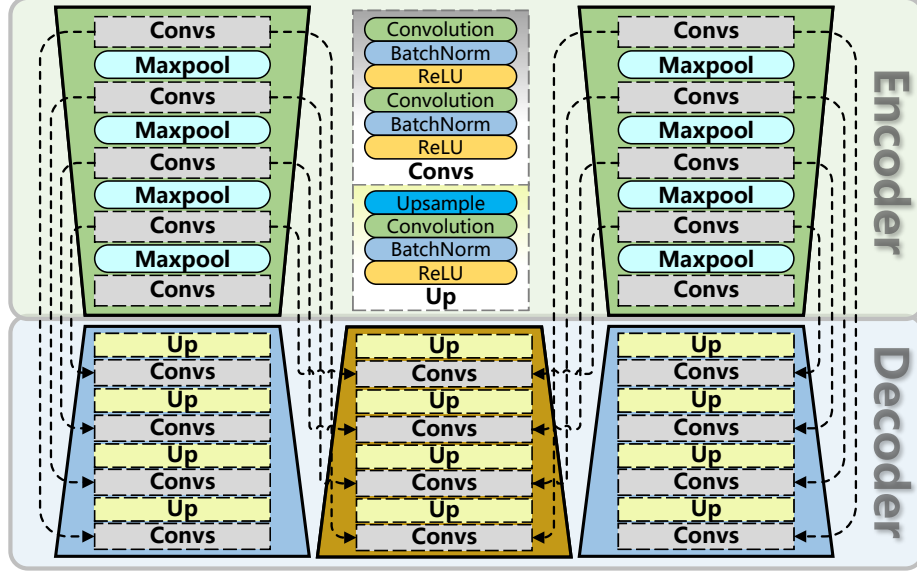 Convs
Maxpool
Convs
Maxpool
Convs
Maxpool
Convs
Maxpool
Convs
Convolution
BatchNorm
ReLU
Convolution
BatchNorm
ReLU
Convs
Upsample
Convolution
BatchNorm
ReLU
Up
Convs
Maxpool
Convs
Maxpool
Convs
Maxpool
Convs
Maxpool
Convs
Encoder
Up
Convs
Up
Convs
Up
Convs
Up
Convs
Up
Convs
Up
Convs
Up
Convs
Up
Convs
Up
Convs
Up
Convs
Up
Convs
Up
Convs
Decoder